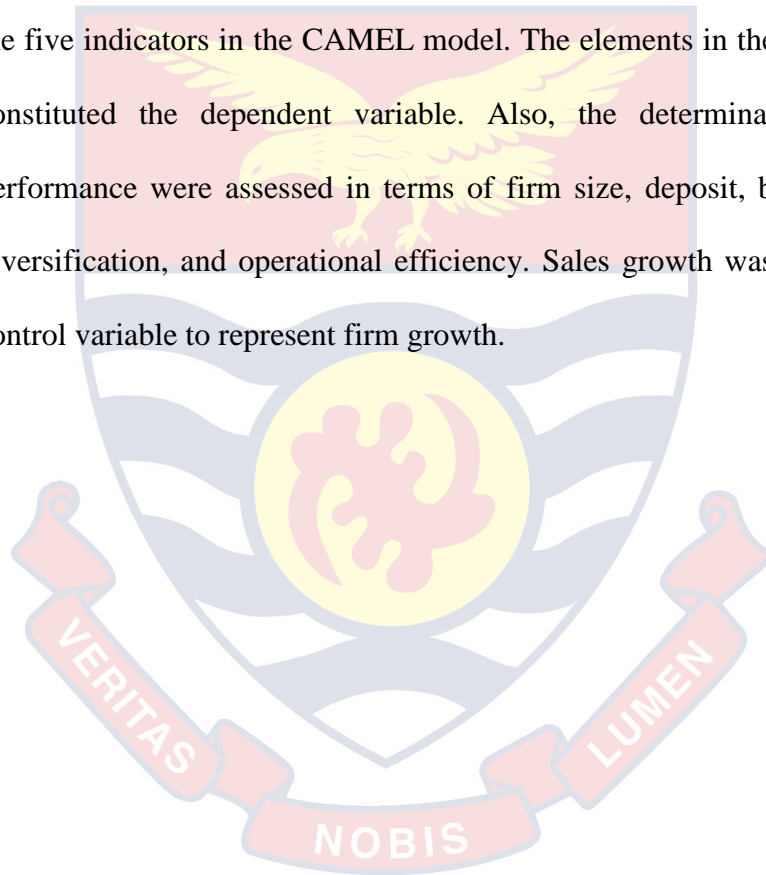 e five indicators in the CAMEL model. The elements in the
onstituted the dependent variable. Also, the determina
erformance were assessed in terms of firm size, deposit, b
iversification, and operational efficiency. Sales growth was
ontrol variable to represent firm growth.
VERITAS
NOBIS
LUMEN